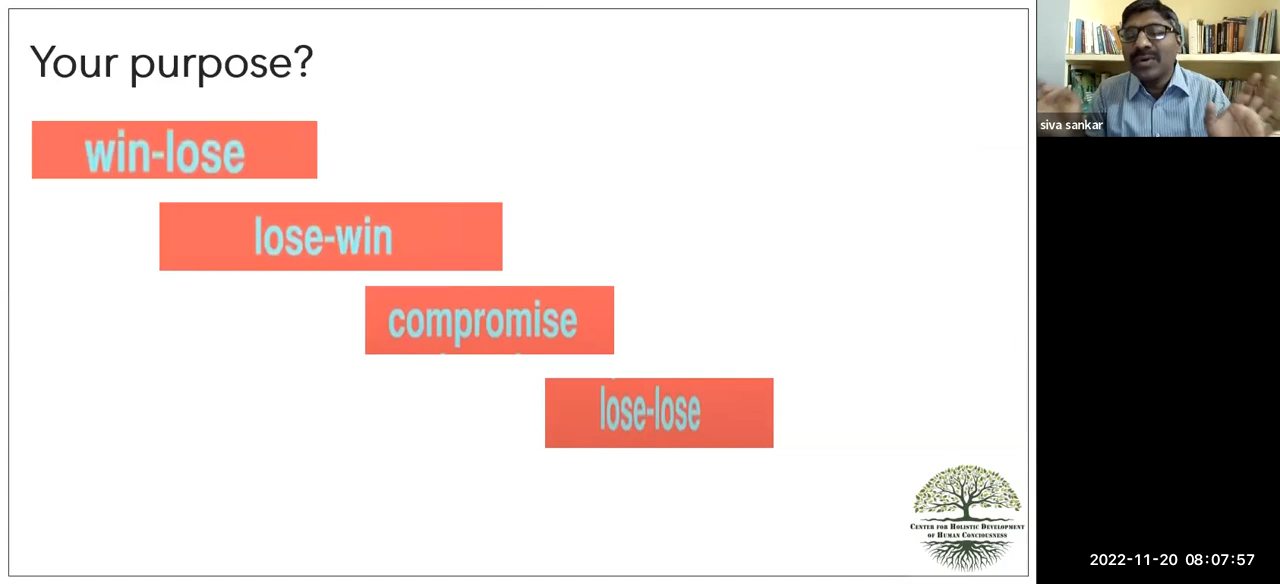 Your purpose?
win-lose
lose-win
compromise
lose-lose
CENTER FOR HOLISTIC DEVELOPMENT
OF HUMAN CONCIOUSNESS
siva sankar
2022-11-20 08:07:57